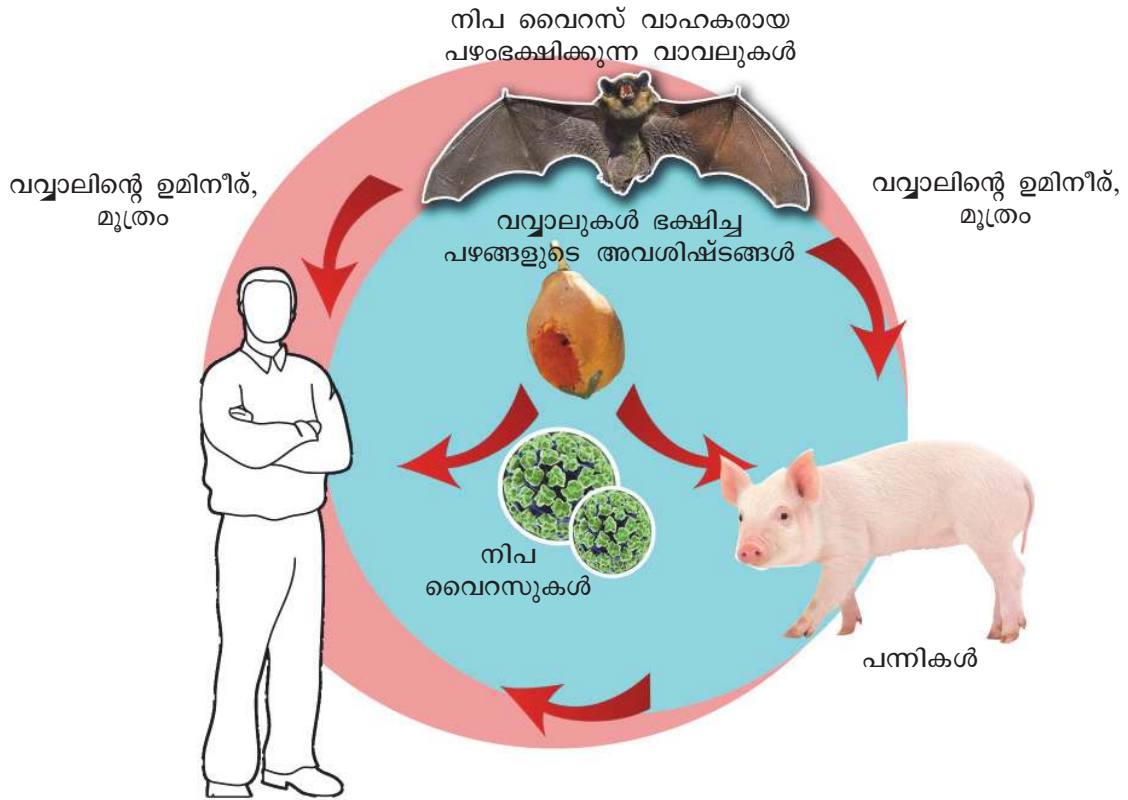 നിപ വൈറസ് വാഹകരായ
പഴംഭക്ഷിക്കുന്ന വാവലുകൾ
വവ്വാലിന്റെ ഉമിനീര്,
മൂത്രം
വവ്വാലിന്റെ ഉമിനീര്,
മൂത്രം
വവ്വാലുകൾ ഭക്ഷിച്ച
പഴങ്ങളുടെ അവശിഷ്ടങ്ങൾ
നിപ
വൈറസുകൾ
പന്നികൾ